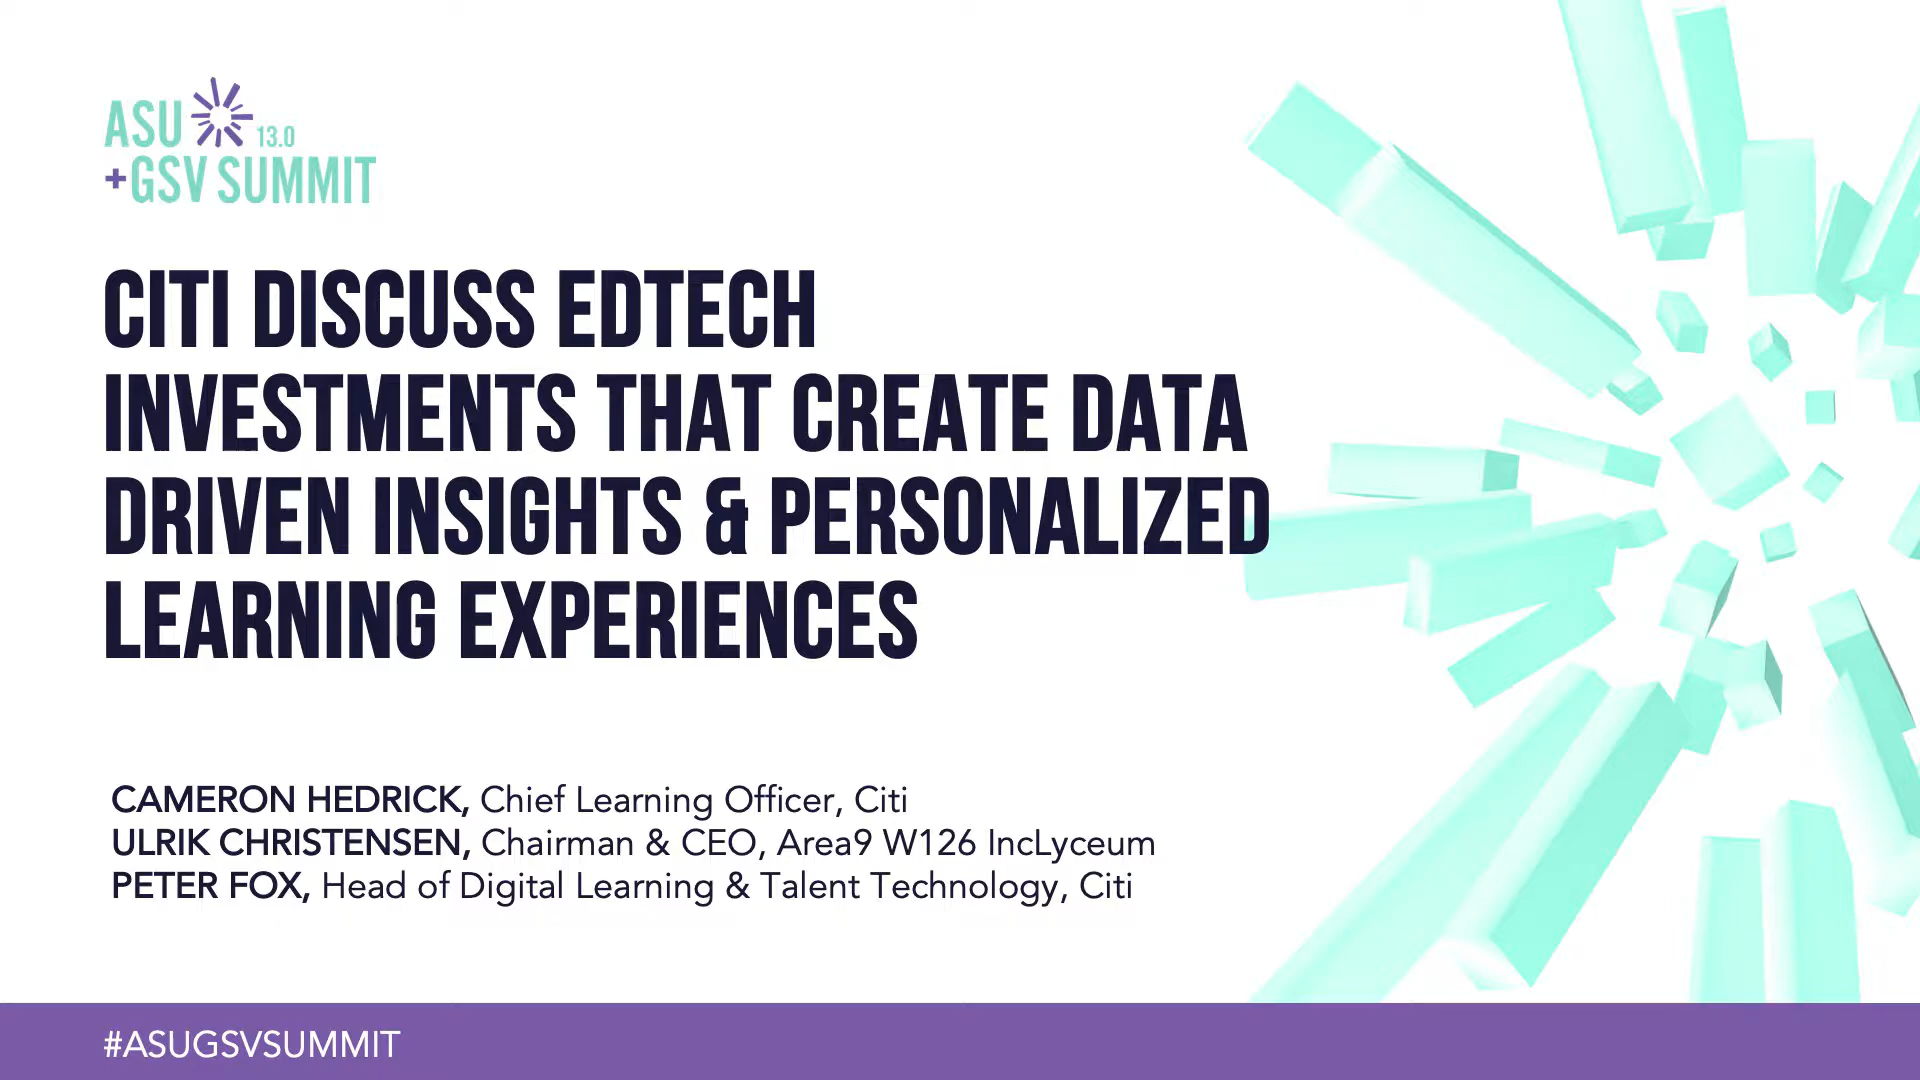 ASU 13.0
+GSV SUMMIT
CITI DISCUSS EDTECH
INVESTMENTS THAT CREATE DATA
DRIVEN INSIGHTS & PERSONALIZED
LEARNING EXPERIENCES
CAMERON HEDRICK, Chief Learning Officer, Citi
ULRIK CHRISTENSEN, Chairman & CEO, Area9 W126 IncLyceum
PETER FOX, Head of Digital Learning & Talent Technology, Citi
#ASUGSVSUMMIT